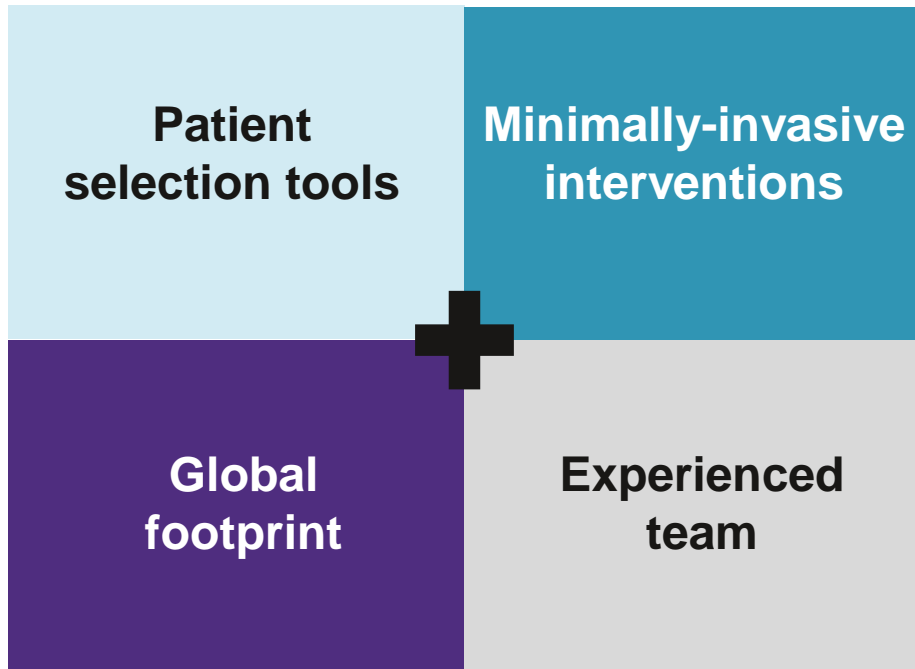 Patient
selection tools
Minimally-invasive
interventions
Global
footprint
Experienced
team